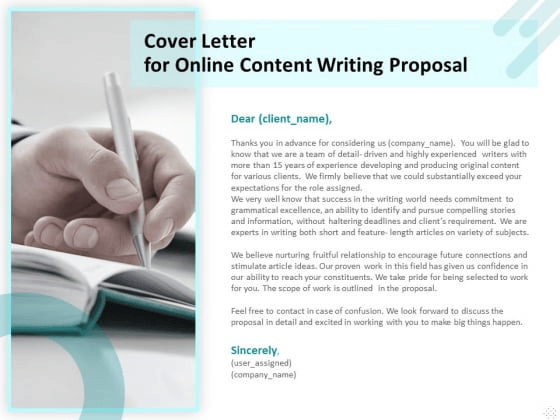 Cover Letter
for Online Content Writing Proposal
Dear (client_name),
Thanks you in advance for considering us (company_name). You will be glad to
know that we are a team of detail- driven and highly experienced writers with
more than 15 years of experience developing and producing original content
for various clients. We firmly believe that we could substantially exceed your
expectations for the role assigned.
We very well know that success in the writing world needs commitment to
grammatical excellence, an ability to identify and pursue compelling stories
and information, without haltering deadlines and client's requirement. We are
experts in writing both short and feature- length articles on variety of subjects.
We believe nurturing fruitful relationship to encourage future connections and
stimulate article ideas. Our proven work in this field has given us confidence in
our ability to reach your constituents. We take pride for being selected to work
for you. The scope of work is outlined in the proposal.
Feel free to contact in case of confusion. We look forward to discuss the
proposal in detail and excited in working with you to make big things happen.
Sincerely,
(user_assigned)
(company_name)